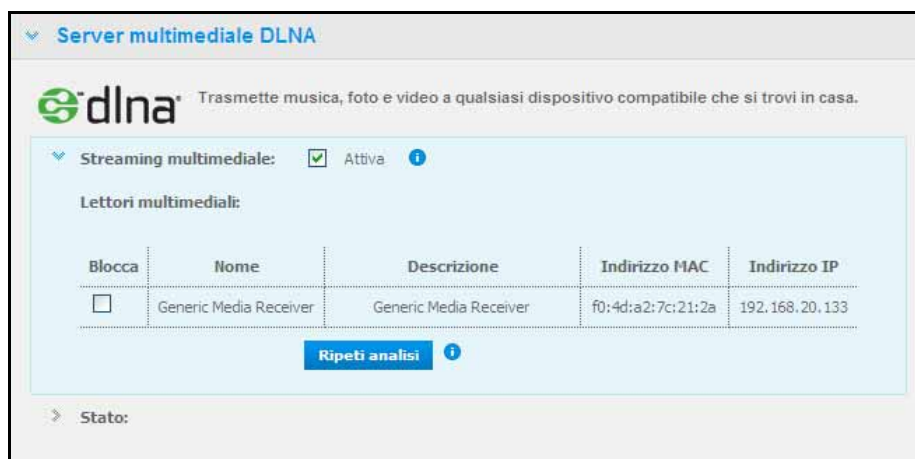 Server multimediale DLNA
dlna Trasmette musica, foto e video a qualsiasi dispositivo compatibile che si trovi in casa.
Streaming multimediale: Attiva
Lettori multimediali:
Blocca Nome Descrizione Indirizzo MAC Indirizzo IP
Generic Media Receiver Generic Media Receiver f0:4d:a2:7c:21:2a 192.168.20.133
Ripeti analisi
Stato: